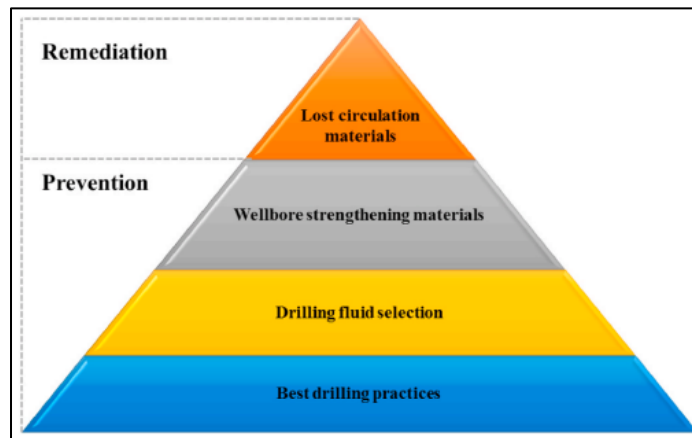 Remediation
Lost circulation
materials
Prevention
Wellbore strengthening materials
Drilling fluid selection
Best drilling practices